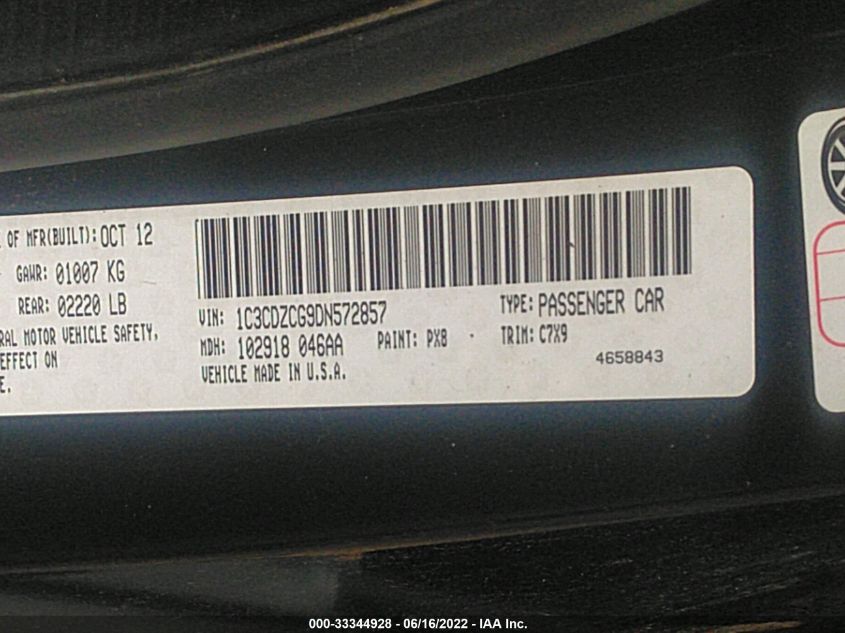 OF MFR(BUILT): OCT 12
GAWR: 01007 KG
REAR: 02220 LB
RAL MOTOR VEHICLE SAFETY,
EFFECT ON
E.
VIN: 1C3CDZCG9DN572857
TYPE: PASSENGER CAR
MDH: 102918 046AA
PAINT: PX8
TRIM: C7X9
VEHICLE MADE IN U.S.A.
4658843
000-33344928 - 06/16/2022 - IAA Inc.